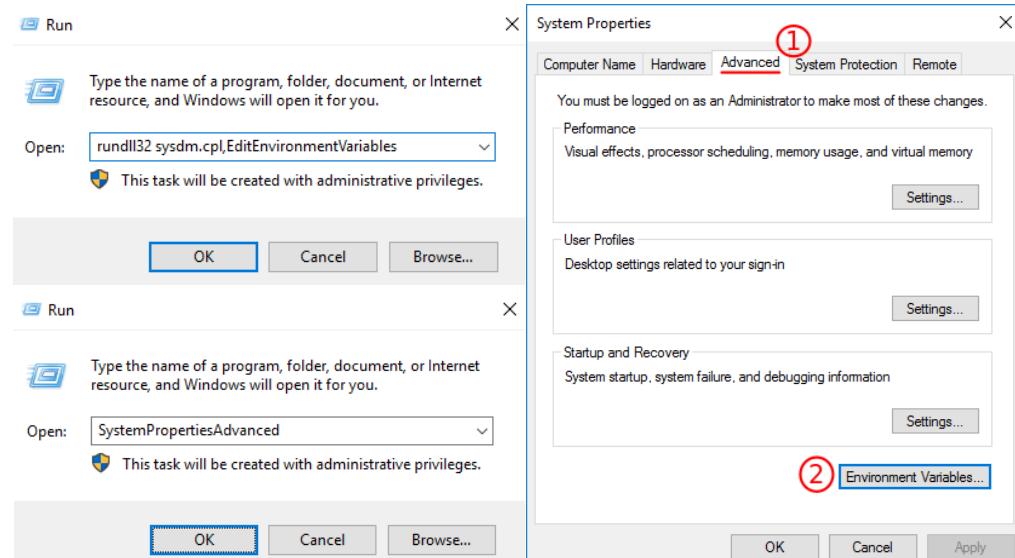 Run
Type the name of a program, folder, document, or Internet
resource, and Windows will open it for you.
Open: rundll32 sysdm.cpl,EditEnvironmentVariables
This task will be created with administrative privileges.
OK Cancel Browse...
Run
Type the name of a program, folder, document, or Internet
resource, and Windows will open it for you.
Open: SystemPropertiesAdvanced
This task will be created with administrative privileges.
OK Cancel Browse...
System Properties
1
Computer Name Hardware Advanced System Protection Remote
You must be logged on as an Administrator to make most of these changes.
Performance
Visual effects, processor scheduling, memory usage, and virtual memory
Settings...
User Profiles
Desktop settings related to your sign-in
Settings...
Startup and Recovery
System startup, system failure, and debugging information
Settings...
2 Environment Variables...
OK Cancel Apply